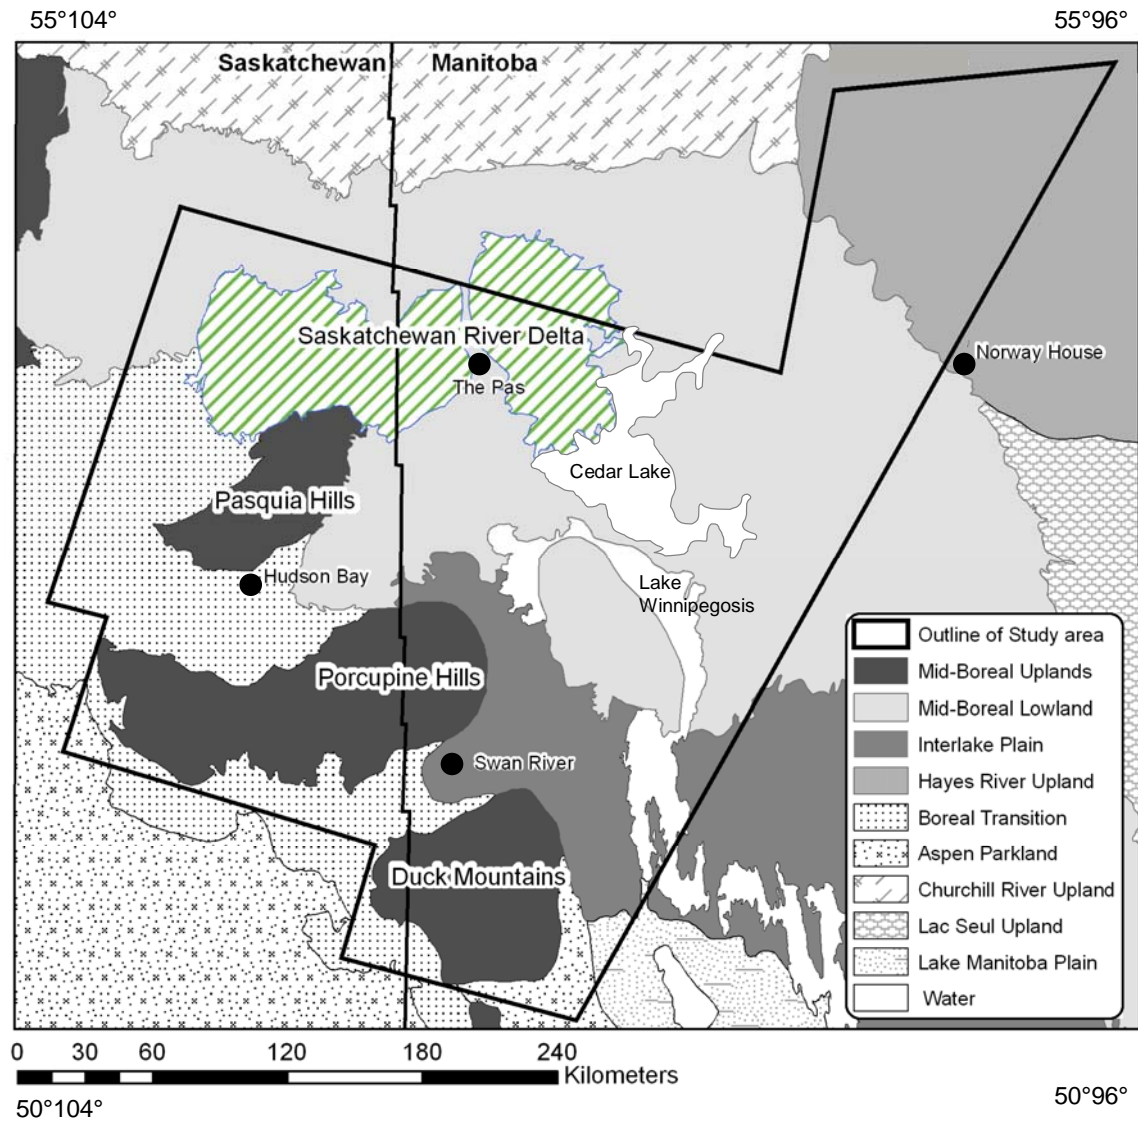 55°104°
55°96°
Saskatchewan
Manitoba
Saskatchewan River Delta
Norway House
The Pas
Cedar Lake
Pasquia Hills
Hudson Bay
Lake
Winnipegosis
Porcupine Hills
Swan River
Duck Mountains
Outline of Study area
Mid-Boreal Uplands
Mid-Boreal Lowland
Interlake Plain
Hayes River Upland
Boreal Transition
Aspen Parkland
Churchill River Upland
Lac Seul Upland
Lake Manitoba Plain
Water
0 30 60 120 180 240
Kilometers
50°104°
50°96°